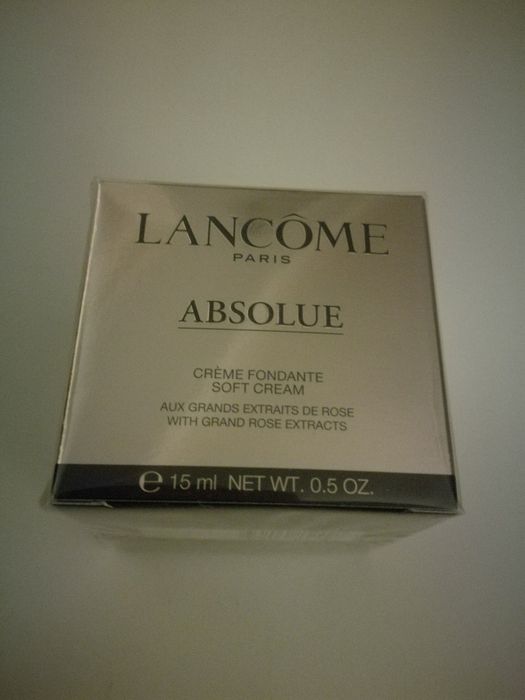 LANCÔME
PARIS
ABSOLUE
CRÈME FONDANTE
SOFT CREAM
AUX GRANDS EXTRAITS DE ROSE
WITH GRAND ROSE EXTRACTS
℮ 15 ml NET WT. 0.5 OZ.